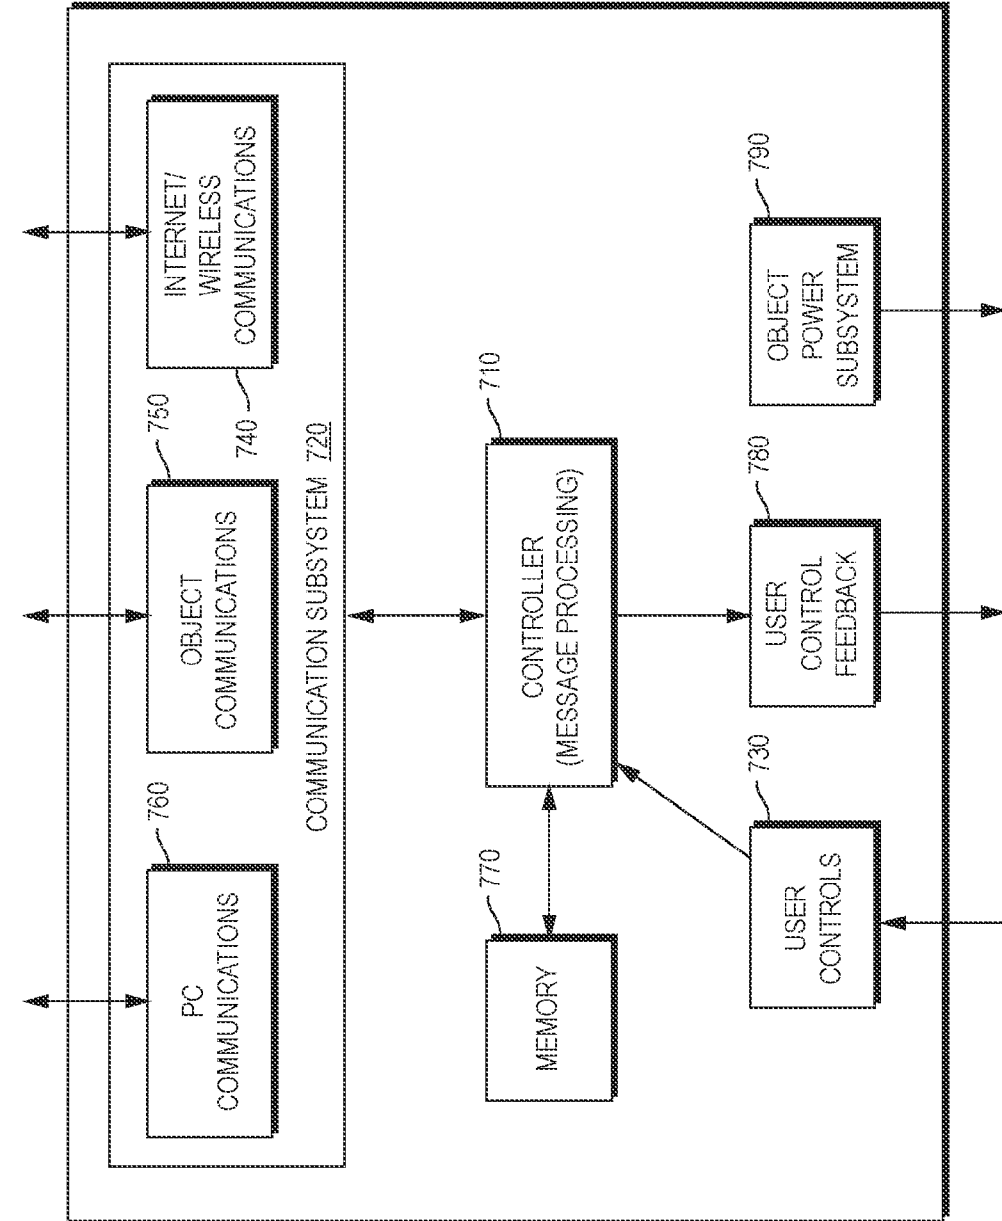 760
PC
COMMUNICATIONS
750
OBJECT
COMMUNICATIONS
740
INTERNET/
WIRELESS
COMMUNICATIONS
COMMUNICATION SUBSYSTEM 720
770
MEMORY
710
CONTROLLER
(MESSAGE PROCESSING)
730
USER
CONTROLS
780
USER
CONTROL
FEEDBACK
790
OBJECT
POWER
SUBSYSTEM